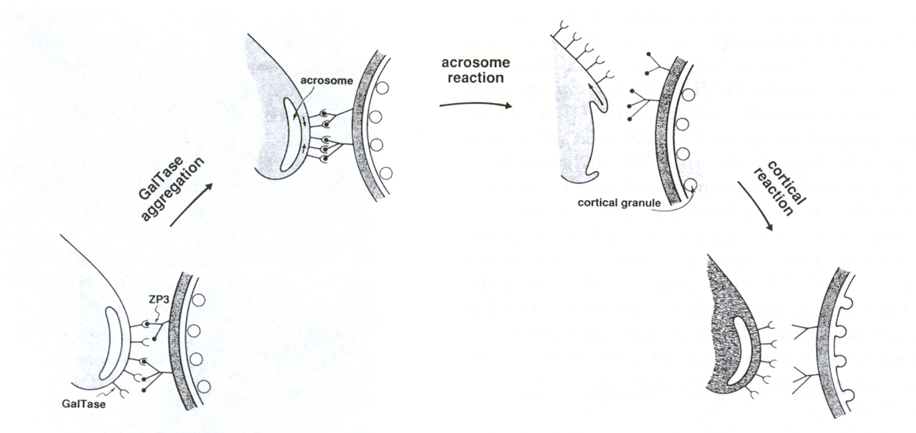 acrosome
acrosome
reaction
GalTase
aggregation
cortical granule
cortical
reaction
ZP3
GalTase